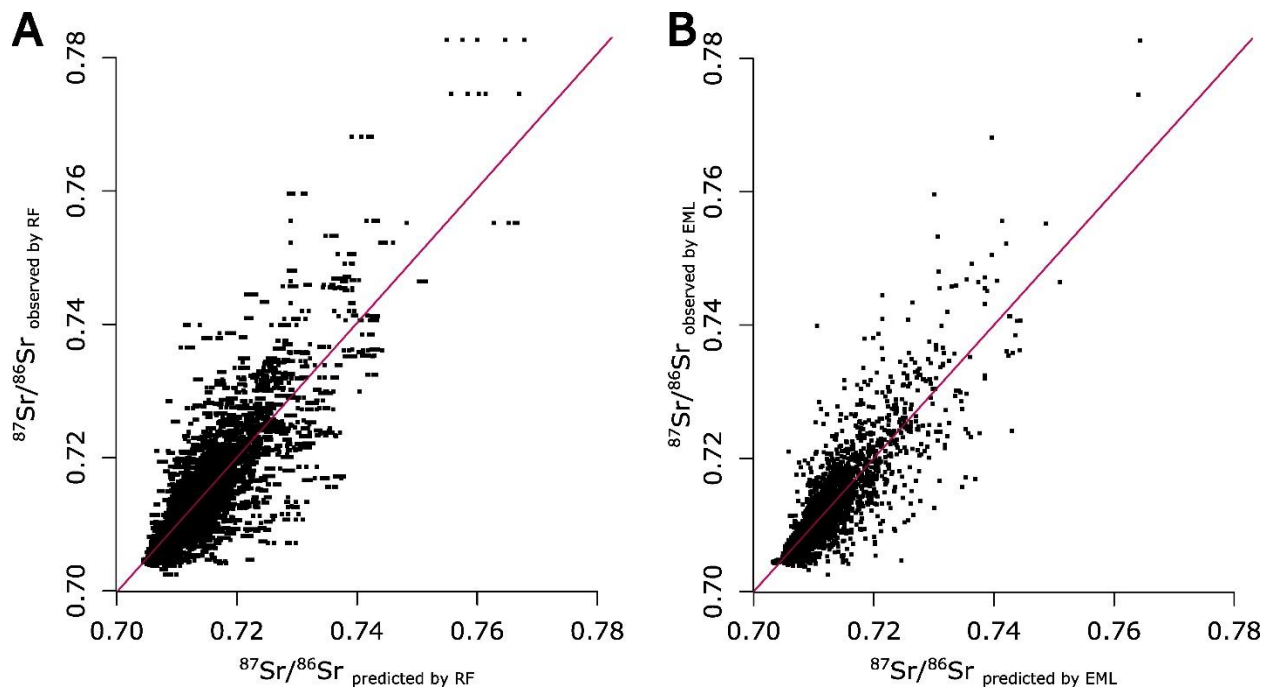 A
0.78
0.76
0.74
0.72
0.70
⁸⁷Sr/⁸⁶Sr observed by RF
0.70 0.72 0.74 0.76 0.78
⁸⁷Sr/⁸⁶Sr predicted by RF
B
0.78
0.76
0.74
0.72
0.70
⁸⁷Sr/⁸⁶Sr observed by EML
0.70 0.72 0.74 0.76 0.78
⁸⁷Sr/⁸⁶Sr predicted by EML